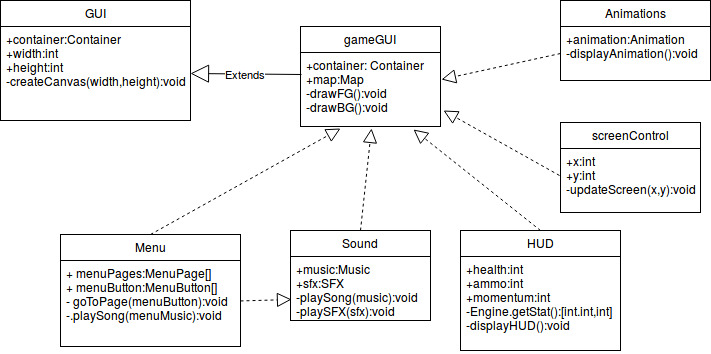 GUI
+container:Container
+width:int
+height:int
-createCanvas(width,height):void
Extends
gameGUI
+container: Container
+map:Map
-drawFG():void
-drawBG():void
Animations
+animation:Animation
-displayAnimation():void
screenControl
+x:int
+y:int
-updateScreen(x,y):void
Menu
+ menuPages:MenuPage[]
+ menuButton:MenuButton[]
- goToPage(menuButton):void
-.playSong(menuMusic):void
Sound
+music:Music
+sfx:SFX
-playSong(music):void
-playSFX(sfx):void
HUD
+health:int
+ammo:int
+momentum:int
-Engine.getStat():[int.int,int]
-displayHUD():void